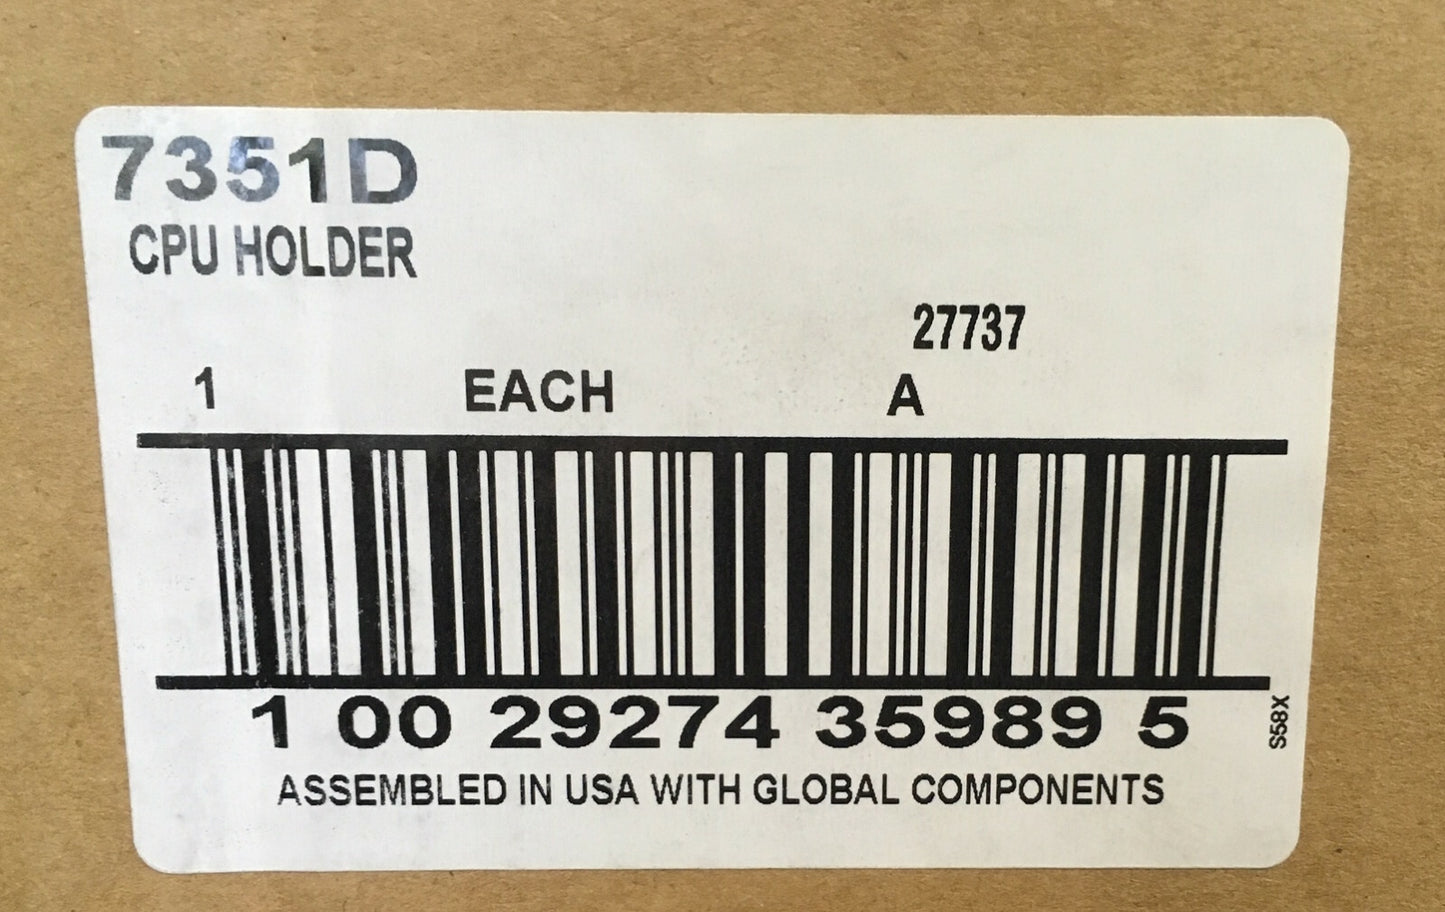 7351D
CPU HOLDER
27737
1 EACH A
1 00 29274 35989 5
S58X
ASSEMBLED IN USA WITH GLOBAL COMPONENTS